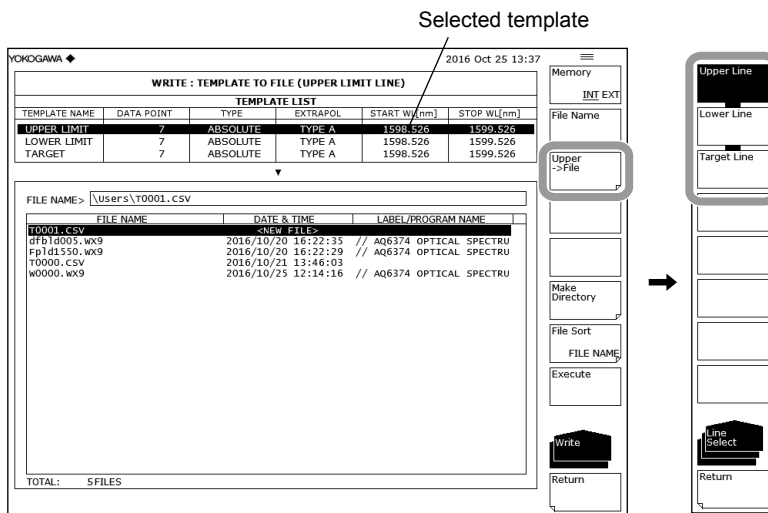 Selected template
YOKOGAWA
2016 Oct 25 13:37
WRITE : TEMPLATE TO FILE (UPPER LIMIT LINE)
TEMPLATE LIST
TEMPLATE NAME DATA POINT TYPE EXTRAPOL START WL[nm] STOP WL[nm]
UPPER LIMIT 7 ABSOLUTE TYPE A 1598.526 1599.526
LOWER LIMIT 7 ABSOLUTE TYPE A 1598.526 1599.526
TARGET 7 ABSOLUTE TYPE A 1598.526 1599.526
FILE NAME> \Users\T0001.CSV
FILE NAME DATE & TIME LABEL/PROGRAM NAME
T0001.CSV <NEW FILE>
dfbld005.WX9 2016/10/20 16:22:35 // AQ6374 OPTICAL SPECTRU
Fpld1550.WX9 2016/10/20 16:22:29 // AQ6374 OPTICAL SPECTRU
T0000.CSV 2016/10/21 13:46:03
W0000.WX9 2016/10/25 12:14:16 // AQ6374 OPTICAL SPECTRU
TOTAL: 5FILES
Memory
INT EXT
File Name
Upper
->File
Make
Directory
File Sort
FILE NAME
Execute
Write
Return
Upper Line
Lower Line
Target Line
Line
Select
Return